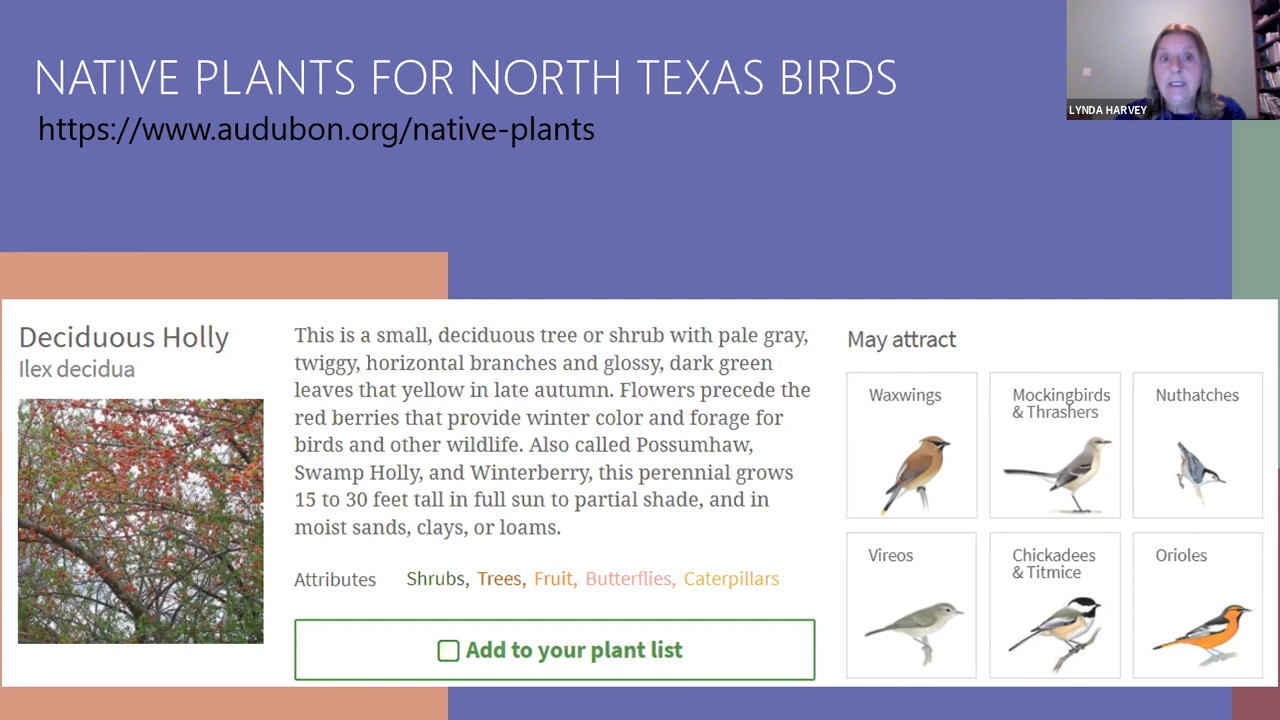 NATIVE PLANTS FOR NORTH TEXAS BIRDS
https://www.audubon.org/native-plants
LYNDA HARVEY
Deciduous Holly
Ilex decidua
This is a small, deciduous tree or shrub with pale gray,
twiggy, horizontal branches and glossy, dark green
leaves that yellow in late autumn. Flowers precede the
red berries that provide winter color and forage for
birds and other wildlife. Also called Possumhaw,
Swamp Holly, and Winterberry, this perennial grows
15 to 30 feet tall in full sun to partial shade, and in
moist sands, clays, or loams.
Attributes Shrubs, Trees, Fruit, Butterflies, Caterpillars
Add to your plant list
May attract
Waxwings
Mockingbirds
& Thrashers
Nuthatches
Vireos
Chickadees
& Titmice
Orioles